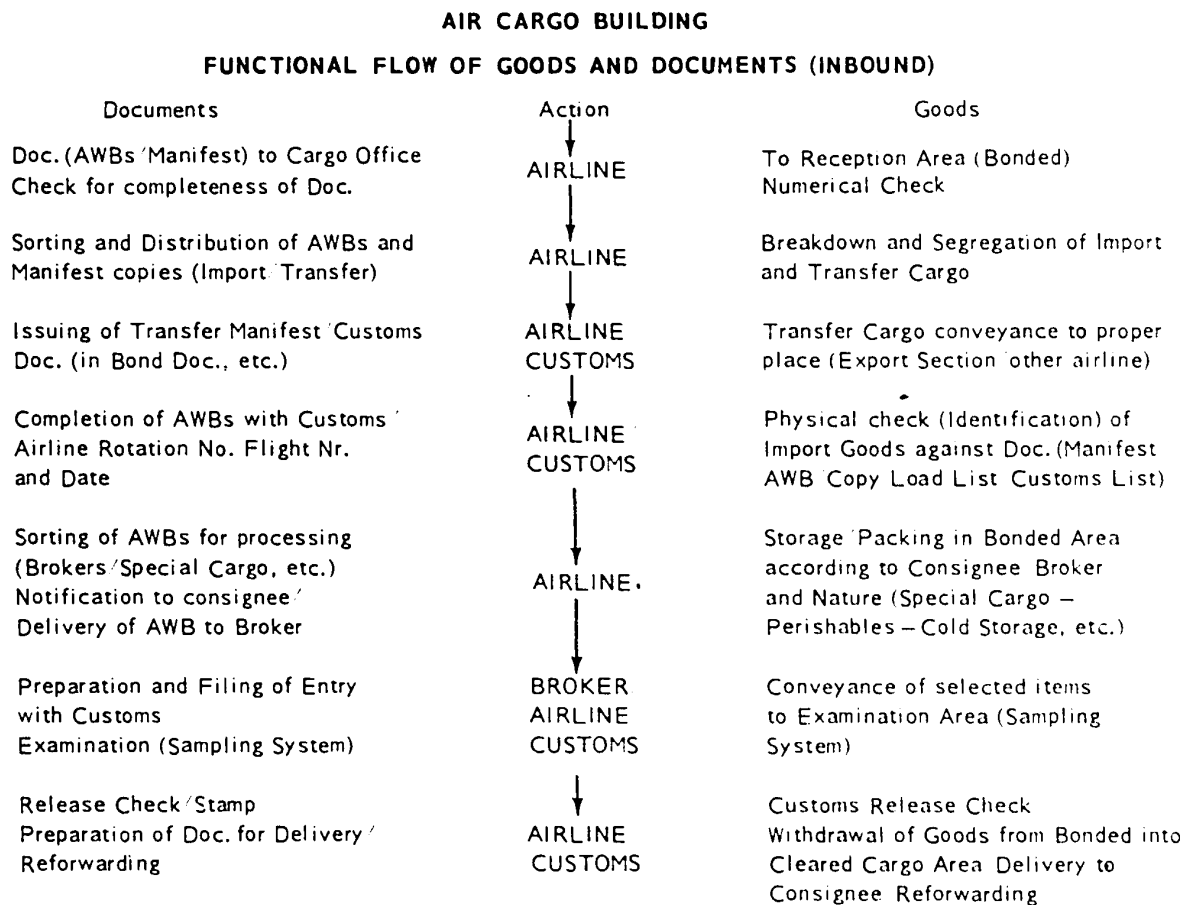 AIR CARGO BUILDING
FUNCTIONAL FLOW OF GOODS AND DOCUMENTS (INBOUND)
Documents
Action
Goods
Doc. (AWBs/Manifest) to Cargo Office
Check for completeness of Doc.
AIRLINE
To Reception Area (Bonded)
Numerical Check
Sorting and Distribution of AWBs and
Manifest copies (Import/Transfer)
AIRLINE
Breakdown and Segregation of Import
and Transfer Cargo
Issuing of Transfer Manifest/Customs
Doc. (in Bond Doc., etc.)
AIRLINE
CUSTOMS
Transfer Cargo conveyance to proper
place (Export Section/other airline)
Completion of AWBs with Customs/
Airline Rotation No. Flight Nr.
and Date
AIRLINE
CUSTOMS
Physical check (Identification) of
Import Goods against Doc. (Manifest
AWB Copy Load List Customs List)
Sorting of AWBs for processing
(Brokers/Special Cargo, etc.)
Notification to consignee/
Delivery of AWB to Broker
AIRLINE.
Storage/Packing in Bonded Area
according to Consignee Broker
and Nature (Special Cargo –
Perishables – Cold Storage, etc.)
Preparation and Filing of Entry
with Customs
Examination (Sampling System)
BROKER
AIRLINE
CUSTOMS
Conveyance of selected items
to Examination Area (Sampling
System)
Release Check/Stamp
Preparation of Doc. for Delivery/
Reforwarding
AIRLINE
CUSTOMS
Customs Release Check
Withdrawal of Goods from Bonded into
Cleared Cargo Area Delivery to
Consignee Reforwarding